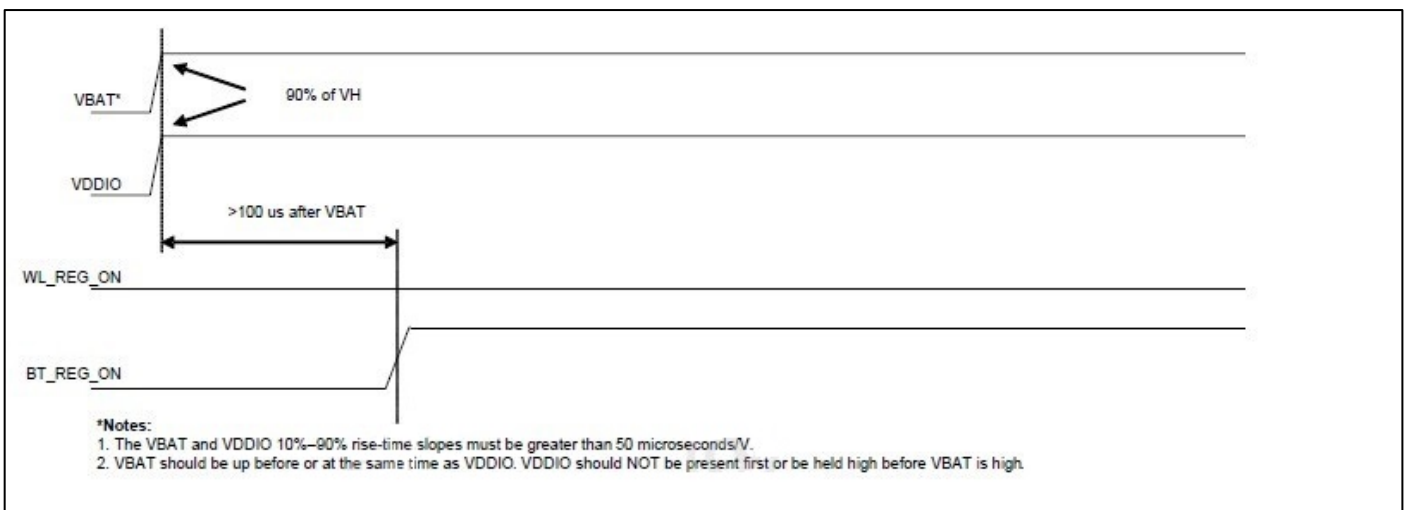 VBAT*
90% of VH
VDDIO
>100 us after VBAT
WL_REG_ON
BT_REG_ON
*Notes:
1. The VBAT and VDDIO 10%–90% rise-time slopes must be greater than 50 microseconds/V.
2. VBAT should be up before or at the same time as VDDIO. VDDIO should NOT be present first or be held high before VBAT is high.